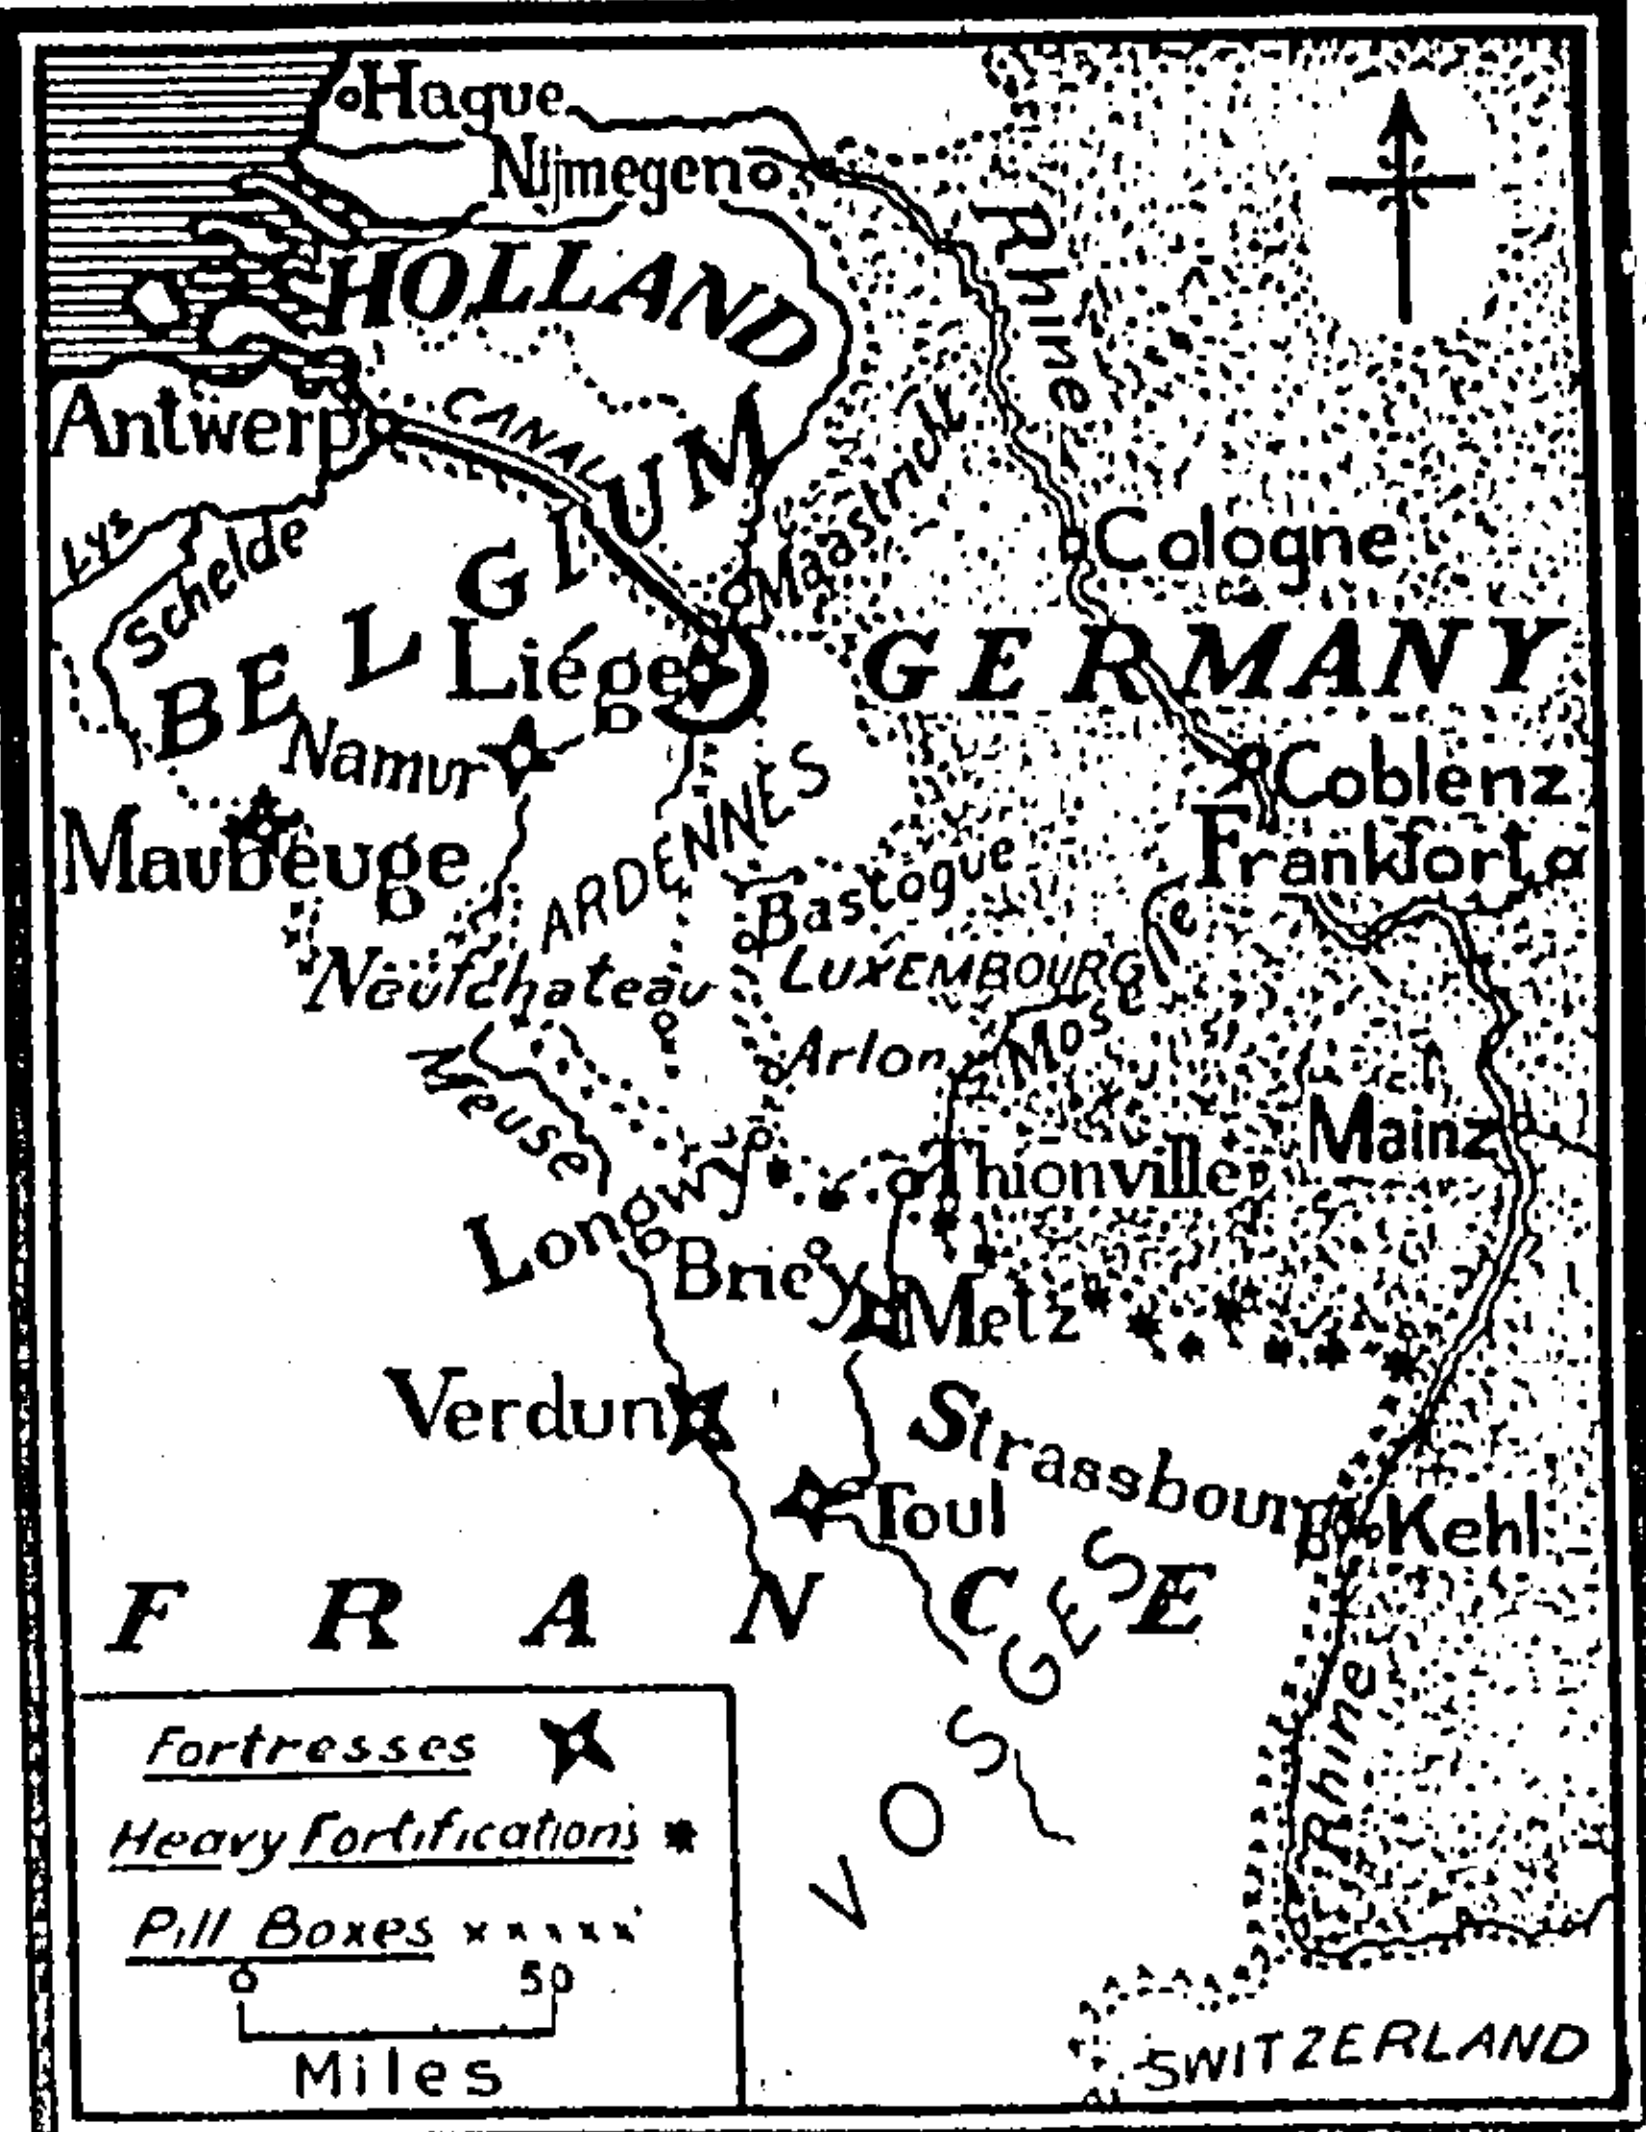 Hague
Nijmegen
Rhine
HOLLAND
Antwerp
CANAL
Maastricht
Lys
Schelde
Cologne
BELGIUM
Liége
GERMANY
Namur
Coblenz
Maubeuge
Frankfort
ARDENNES
Bastogue
Neufchateau
LUXEMBOURG
Moselle
Arlon
Meuse
Mainz
Longwy
Thionville
Briey
Metz
Verdun
Strassbourg
Toul
Kehl
FRANCE
VOSGES
Rhine
SWITZERLAND
Fortresses
Heavy Fortifications
Pill Boxes
0 50
Miles